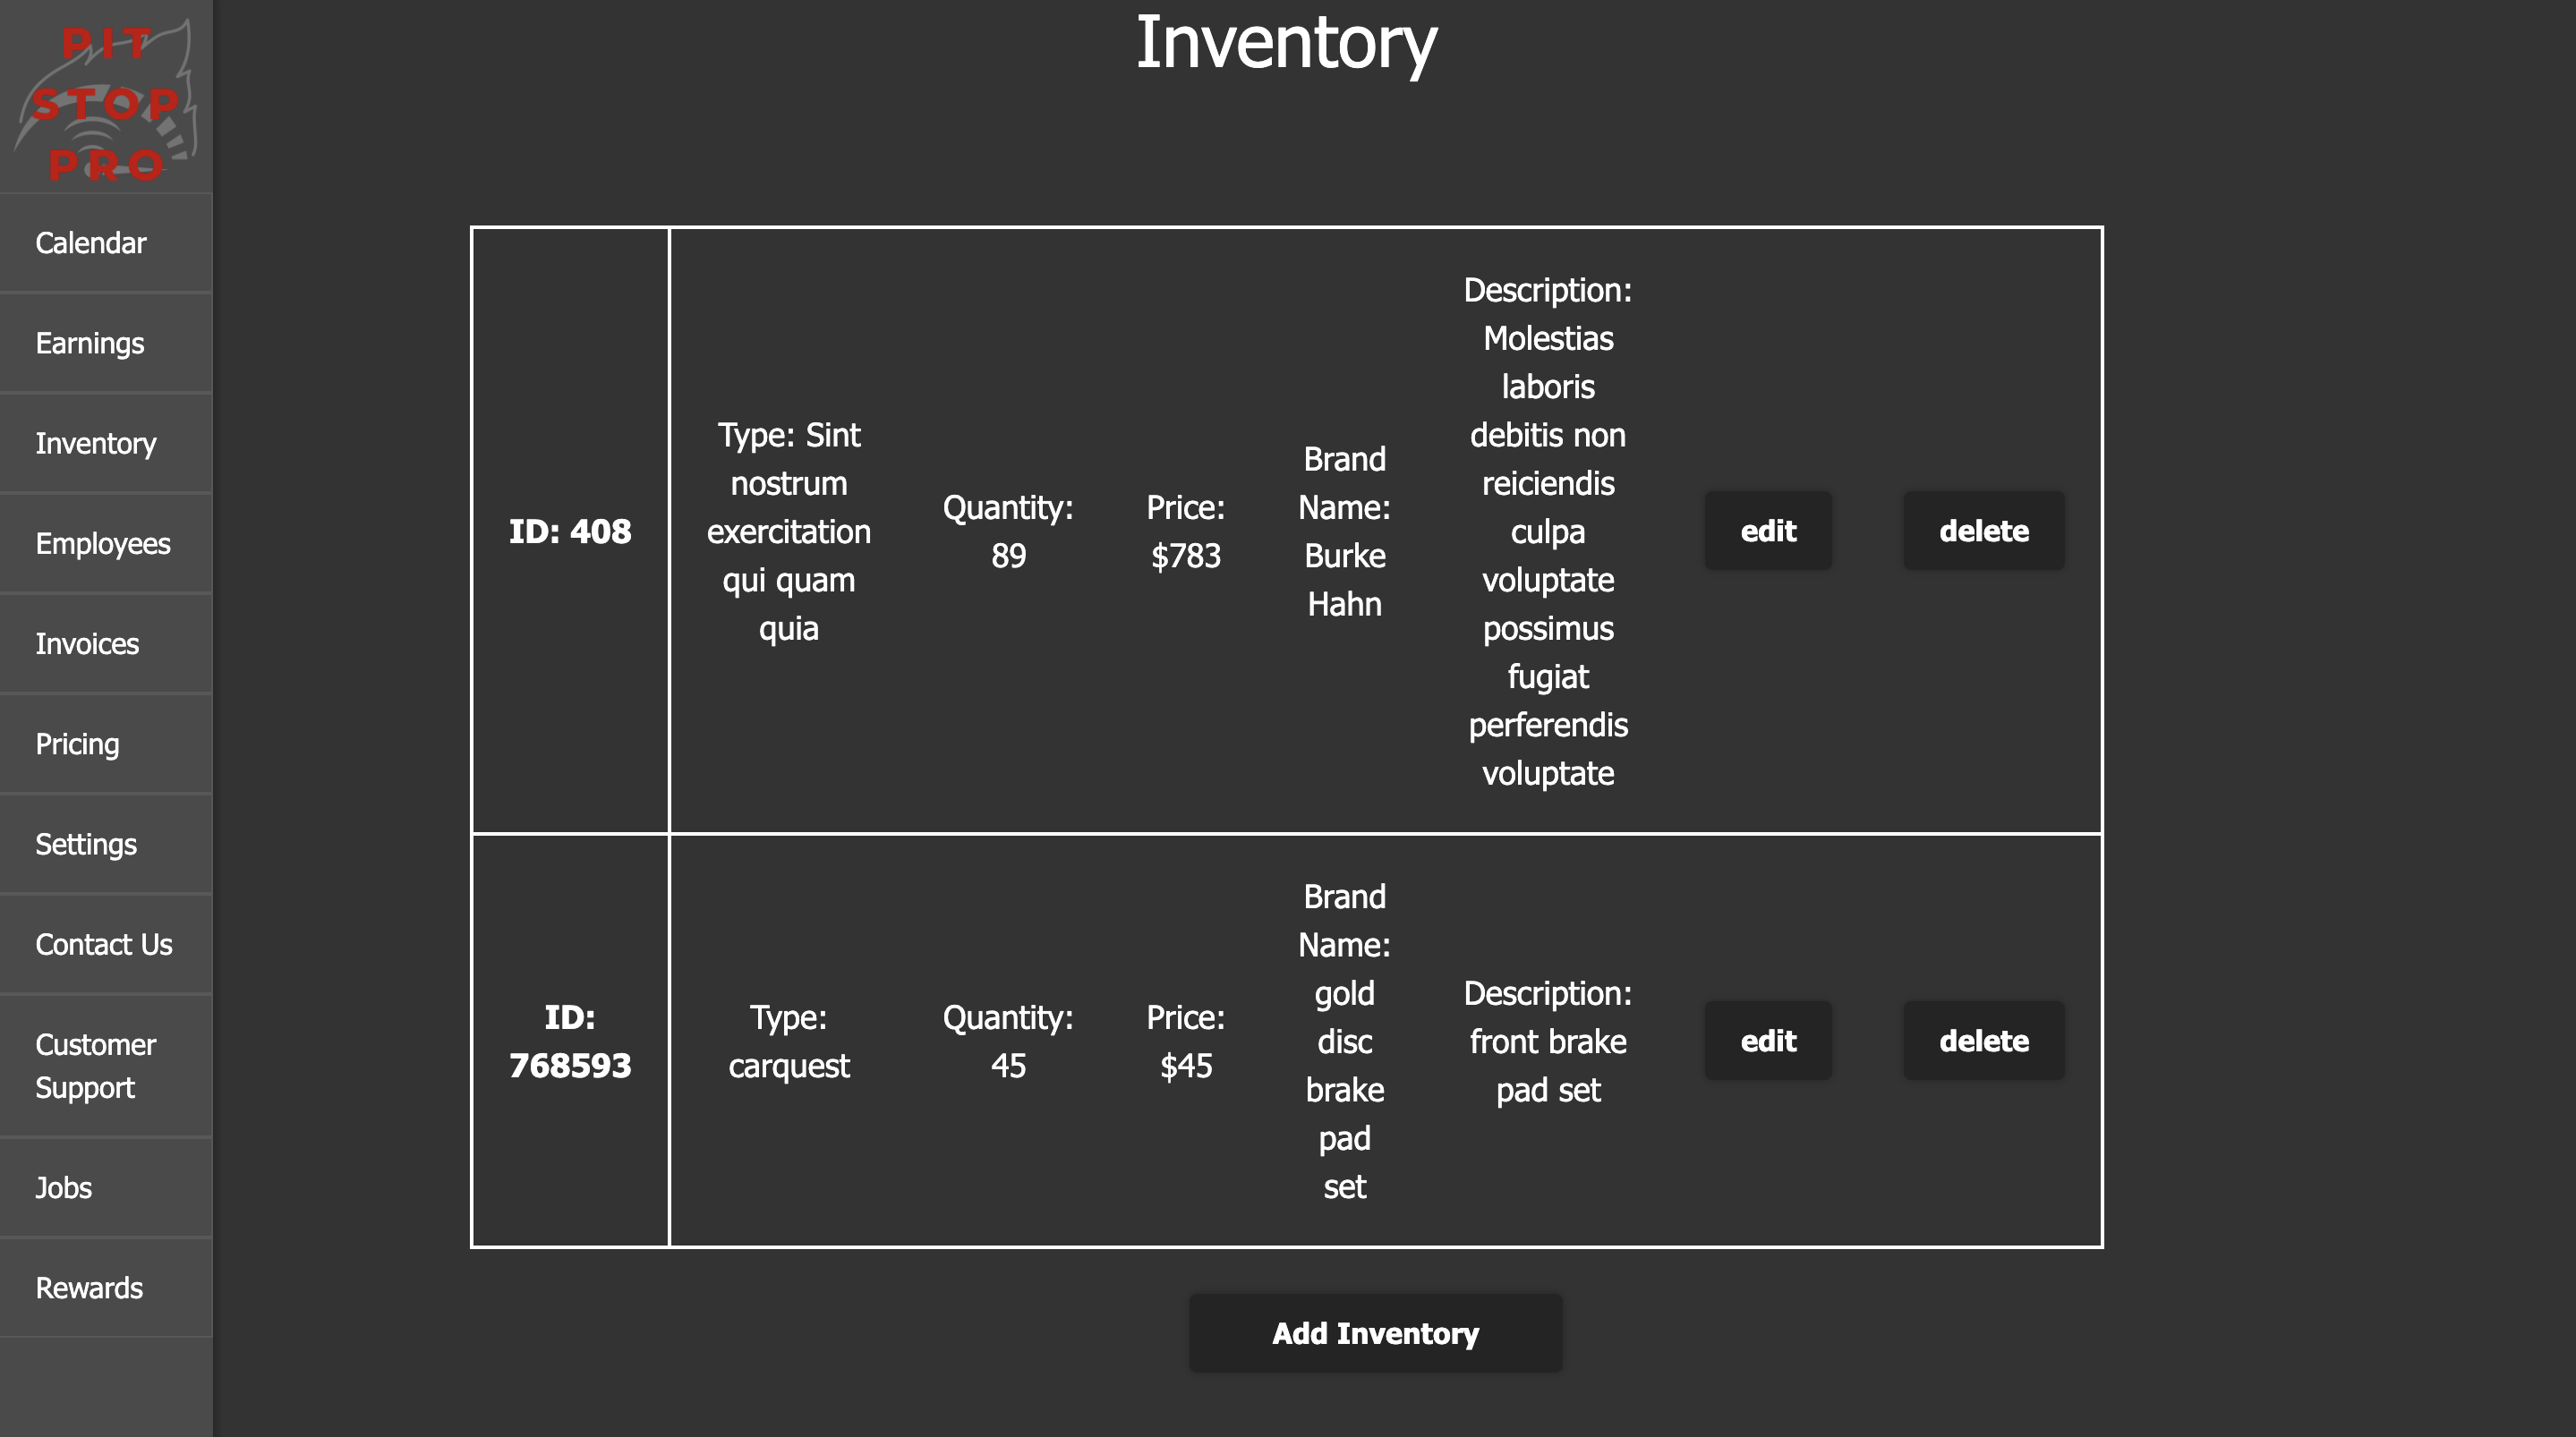 PIT
STOP
PRO
Calendar
Earnings
Inventory
Employees
Invoices
Pricing
Settings
Contact Us
Customer
Support
Jobs
Rewards
Inventory
ID: 408
Type: Sint
nostrum
exercitation
qui quam
quia
Quantity:
89
Price:
$783
Brand
Name:
Burke
Hahn
Description:
Molestias
laboris
debitis non
reiciendis
culpa
voluptate
possimus
fugiat
perferendis
voluptate
edit
delete
ID:
768593
Type:
carquest
Quantity:
45
Price:
$45
Brand
Name:
gold
disc
brake
pad
set
Description:
front brake
pad set
edit
delete
Add Inventory